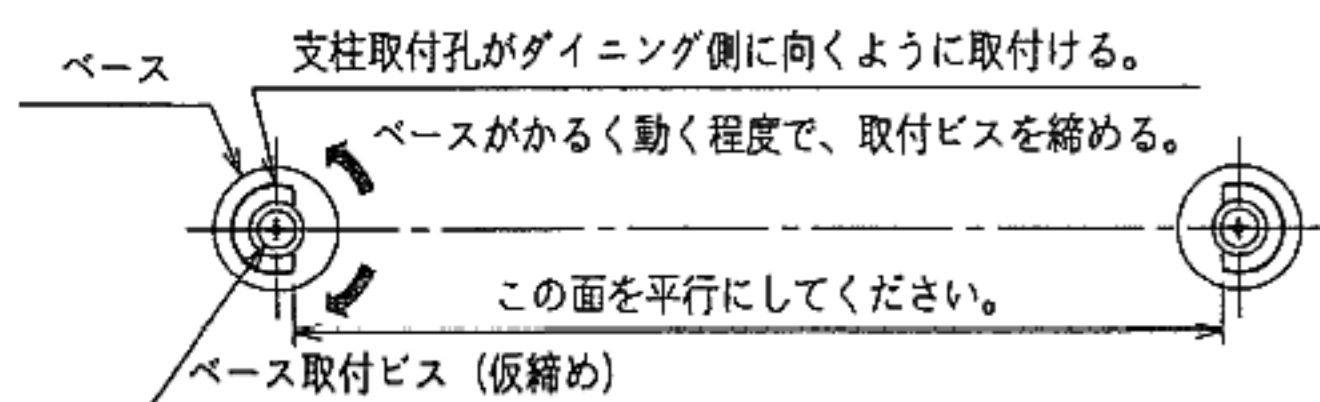 支柱取付孔がダイニング側に向くように取付ける。
ベース
ベースがかるく動く程度で、取付ビスを締める。
この面を平行にしてください。
ベース取付ビス (仮締め)